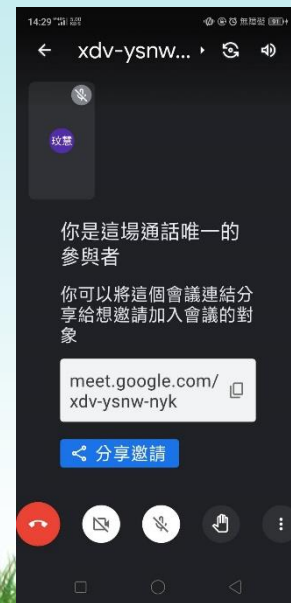 14:29
xdv-ysnw...
玟慧
你是這場通話唯一的
參與者
你可以將這個會議連結分
享給想邀請加入會議的對
象
meet.google.com/
xdv-ysnw-nyk
分享邀請